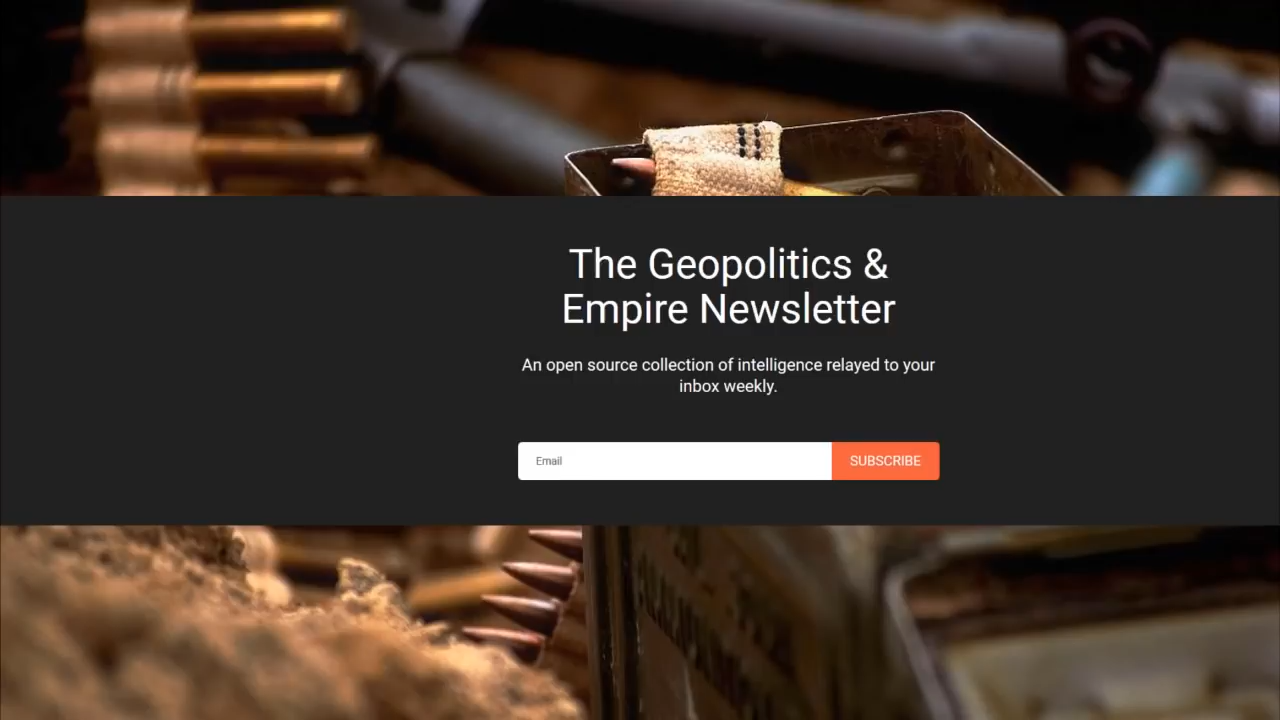 The Geopolitics &
Empire Newsletter
An open source collection of intelligence relayed to your
inbox weekly.
Email
SUBSCRIBE